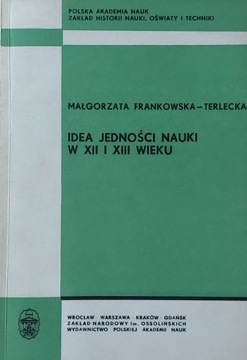 POLSKA AKADEMIA NAUK
ZAKŁAD HISTORII NAUKI, OŚWIATY I TECHNIKI
MAŁGORZATA FRANKOWSKA-TERLECKA
IDEA JEDNOŚCI NAUKI
W XII I XIII WIEKU
WROCŁAW · WARSZAWA · KRAKÓW · GDAŃSK
ZAKŁAD NARODOWY IM. OSSOLIŃSKICH
WYDAWNICTWO POLSKIEJ AKADEMII NAUK